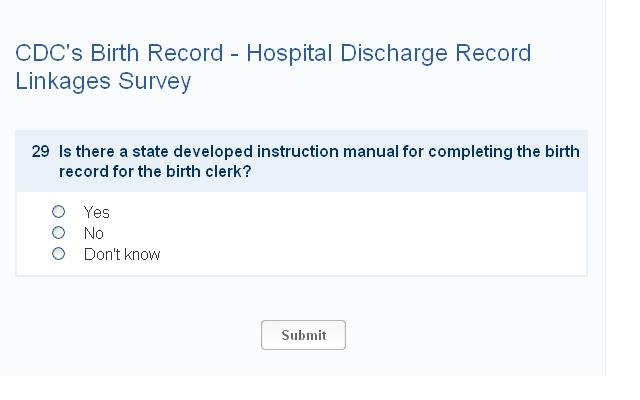 CDC's Birth Record - Hospital Discharge Record
Linkages Survey
29 Is there a state developed instruction manual for completing the birth
record for the birth clerk?
Yes
No
Don't know
Submit